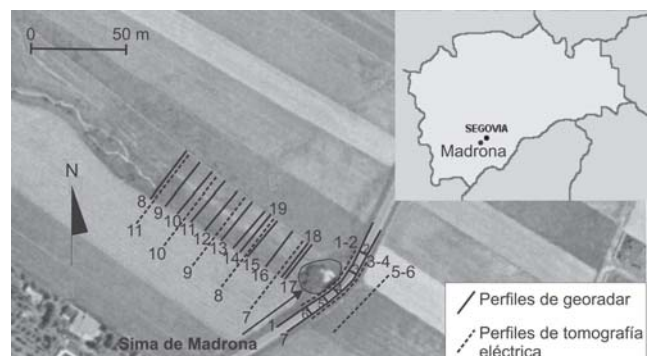 0 50 m
SEGOVIA
Madrona
N
8
9
10
11
11
12
10
13
14
9
15
19
8
16
18
17
7
1-2
3-4
5-6
1
7
Sima de Madrona
Perfiles de georadar
Perfiles de tomografía
eléctrica